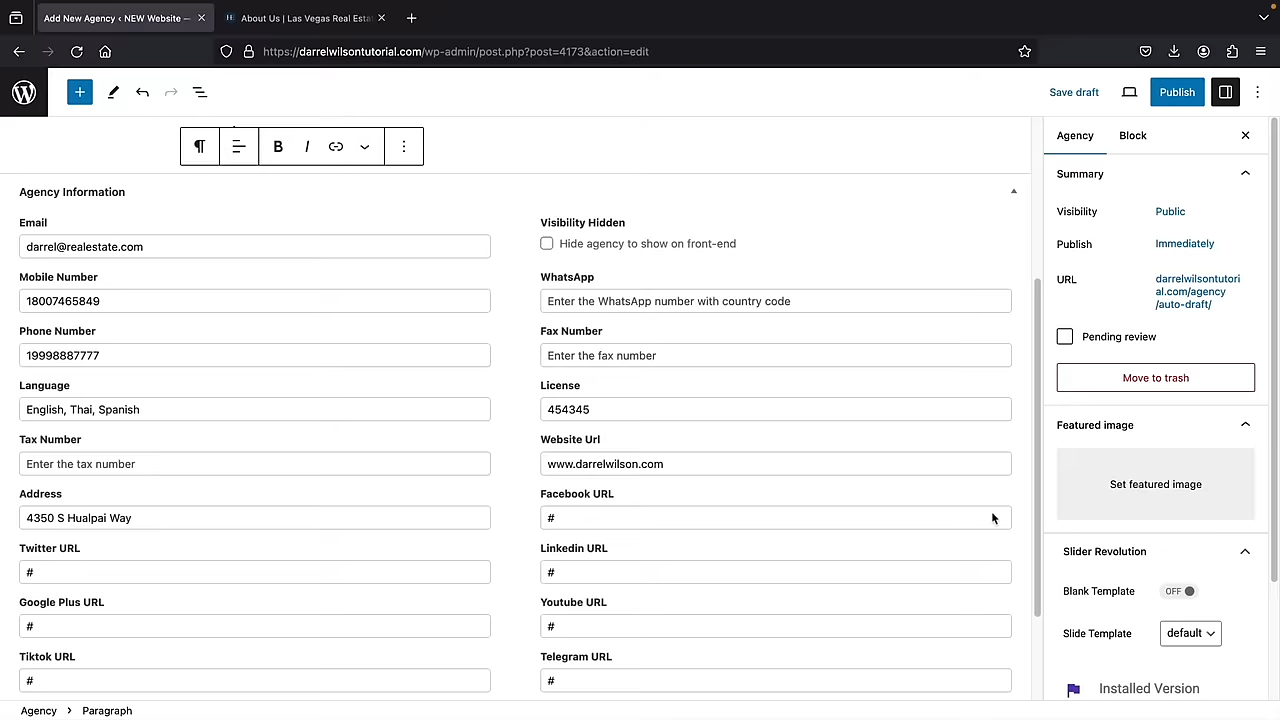 Add New Agency ‹ NEW Website —
About Us | Las Vegas Real Esta
https://darrelwilsontutorial.com/wp-admin/post.php?post=4173&action=edit
Save draft
Publish
B I
Agency
Block
Agency Information
Summary
Email
Visibility Hidden
Visibility
Public
darrel@realestate.com
Hide agency to show on front-end
Publish
Immediately
Mobile Number
WhatsApp
URL
darrelwilsontutori
al.com/agency
/auto-draft/
18007465849
Enter the WhatsApp number with country code
Phone Number
Fax Number
Pending review
19998887777
Enter the fax number
Move to trash
Language
License
English, Thai, Spanish
454345
Featured image
Tax Number
Website Url
Enter the tax number
www.darrelwilson.com
Set featured image
Address
Facebook URL
4350 S Hualpai Way
#
Twitter URL
Linkedin URL
Slider Revolution
#
#
Blank Template
OFF
Google Plus URL
Youtube URL
#
#
Slide Template
default
Tiktok URL
Telegram URL
#
#
Installed Version
Agency > Paragraph